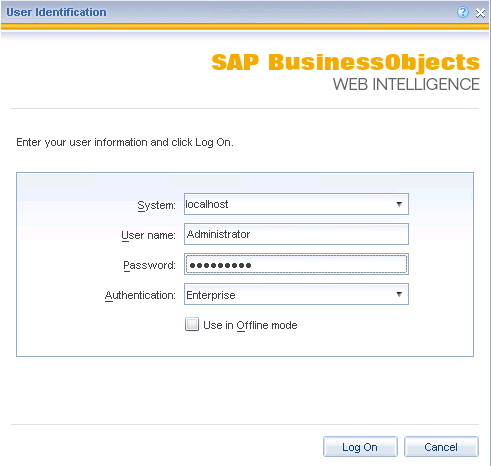 User Identification
SAP BusinessObjects
WEB INTELLIGENCE
Enter your user information and click Log On.
System: localhost
User name: Administrator
Password: •••••••••
Authentication: Enterprise
Use in Offline mode
Log On Cancel